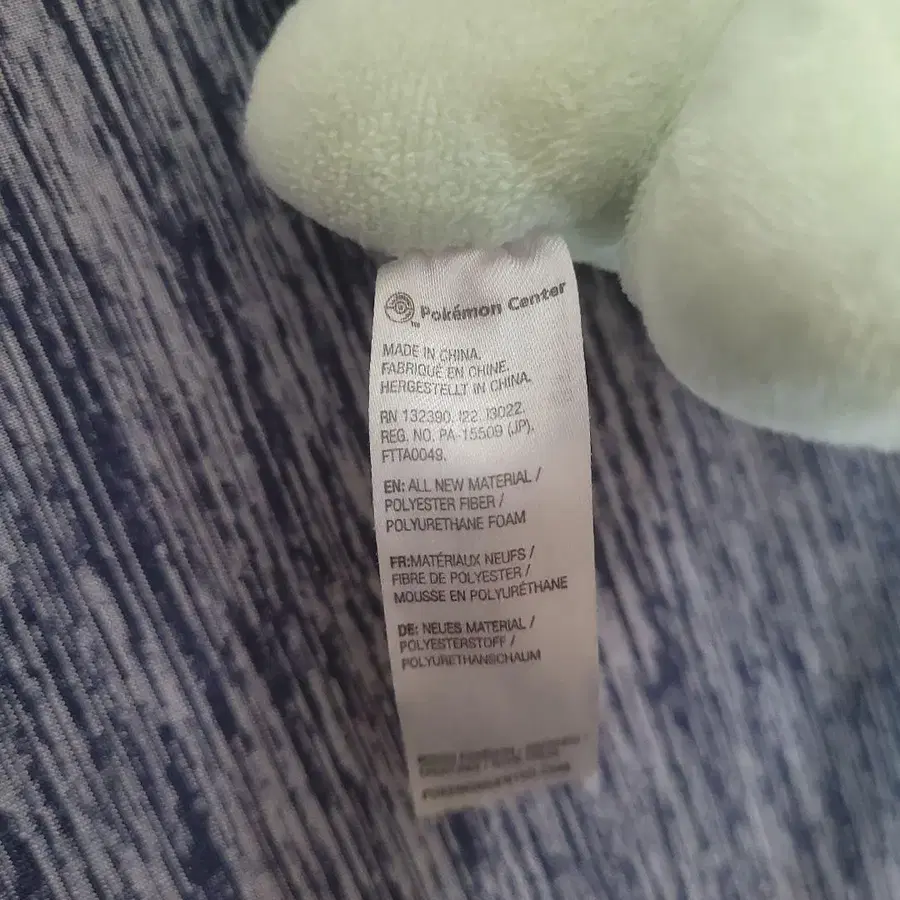 Pokémon Center
TM
MADE IN CHINA.
FABRIQUÉ EN CHINE.
HERGESTELLT IN CHINA.
RN 132390. I22. I3022.
REG. NO. PA-15509 (JP).
FTTA0049.
EN: ALL NEW MATERIAL /
POLYESTER FIBER /
POLYURETHANE FOAM
FR:MATÉRIAUX NEUFS /
FIBRE DE POLYESTER /
MOUSSE EN POLYURÉTHANE
DE: NEUES MATERIAL /
POLYESTERSTOFF /
POLYURETHANSCHAUM